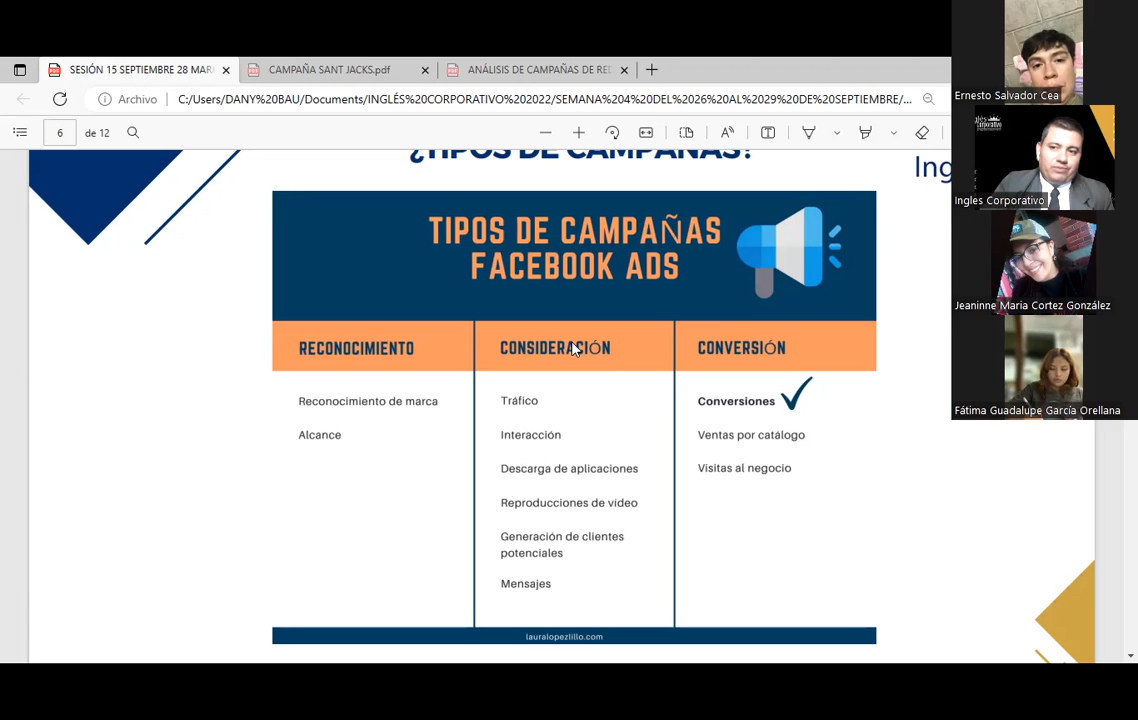 SESIÓN 15 SEPTIEMBRE 28 MAR
CAMPAÑA SANT JACKS.pdf
ANÁLISIS DE CAMPAÑAS DE RE
Archivo
C:/Users/DANY%20BAU/Documents/INGLÉS%20CORPORATIVO%202022/SEMANA%204%20DEL%2026%20AL%2029%20DE%20SEPTIEMBRE/...
6 de 12
¿TIPOS DE CAMPAÑAS?
Ing
TIPOS DE CAMPAÑAS
FACEBOOK ADS
RECONOCIMIENTO
Reconocimiento de marca
Alcance
CONSIDERACIÓN
Tráfico
Interacción
Descarga de aplicaciones
Reproducciones de vídeo
Generación de clientes
potenciales
Mensajes
CONVERSIÓN
Conversiones
Ventas por catálogo
Visitas al negocio
lauralopezlillo.com
Ernesto Salvador Cea
Ingles Corporativo
Jeaninne Maria Cortez González
Fátima Guadalupe García Orellana